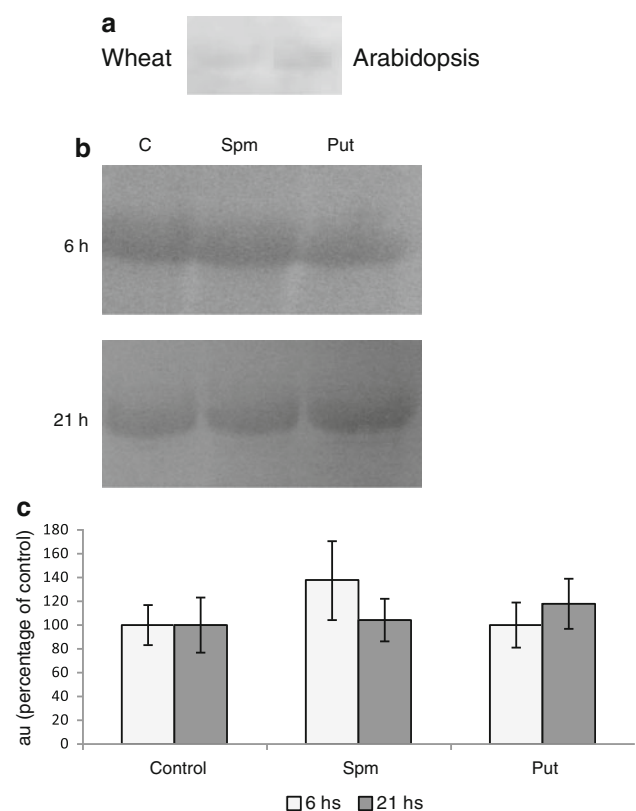 a
Wheat Arabidopsis
b
C Spm Put
6 h
21 h
c
au (percentage of control)
180
160
140
120
100
80
60
40
20
0
Control Spm Put
6 hs 21 hs